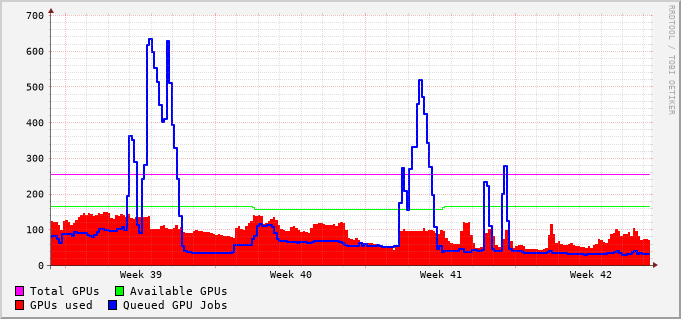 700
600
500
400
300
200
100
0
Week 39 Week 40 Week 41 Week 42
Total GPUs Available GPUs
GPUs used Queued GPU Jobs
RRDTOOL / TOBI OETIKER